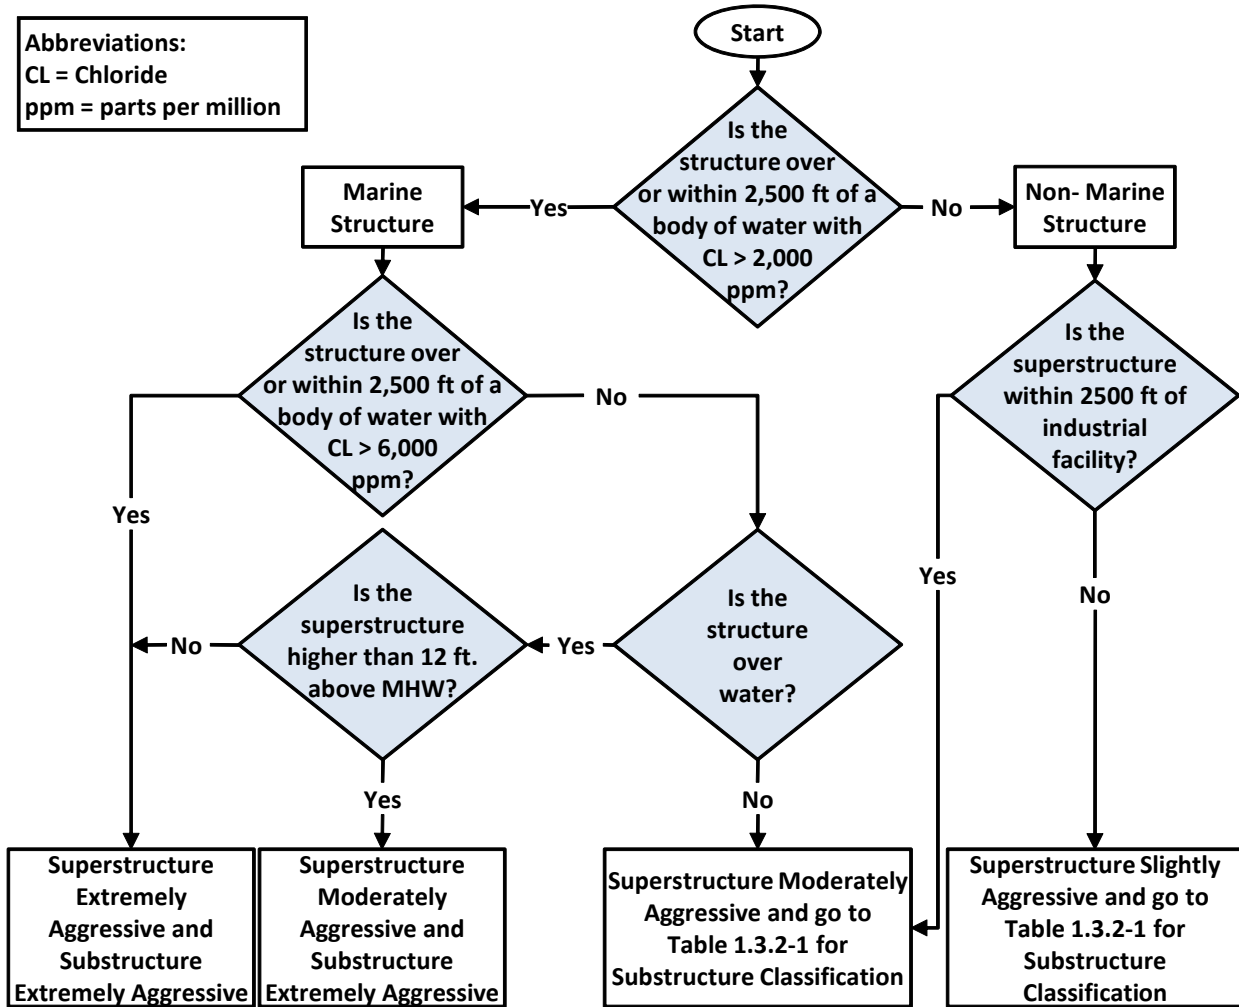 Abbreviations:
CL = Chloride
ppm = parts per million
Start
Is the
structure over
or within 2,500 ft of a
body of water with
CL > 2,000
ppm?
Yes
No
Marine
Structure
Non- Marine
Structure
Is the
structure over
or within 2,500 ft of a
body of water with
CL > 6,000
ppm?
No
Yes
Is the
superstructure
within 2500 ft of
industrial
facility?
Yes
No
Is the
structure
over
water?
Yes
No
Is the
superstructure
higher than 12 ft.
above MHW?
No
Yes
Superstructure
Extremely
Aggressive and
Substructure
Extremely Aggressive
Superstructure
Moderately
Aggressive and
Substructure
Extremely Aggressive
Superstructure Moderately
Aggressive and go to
Table 1.3.2-1 for
Substructure Classification
Superstructure Slightly
Aggressive and go to
Table 1.3.2-1 for
Substructure
Classification